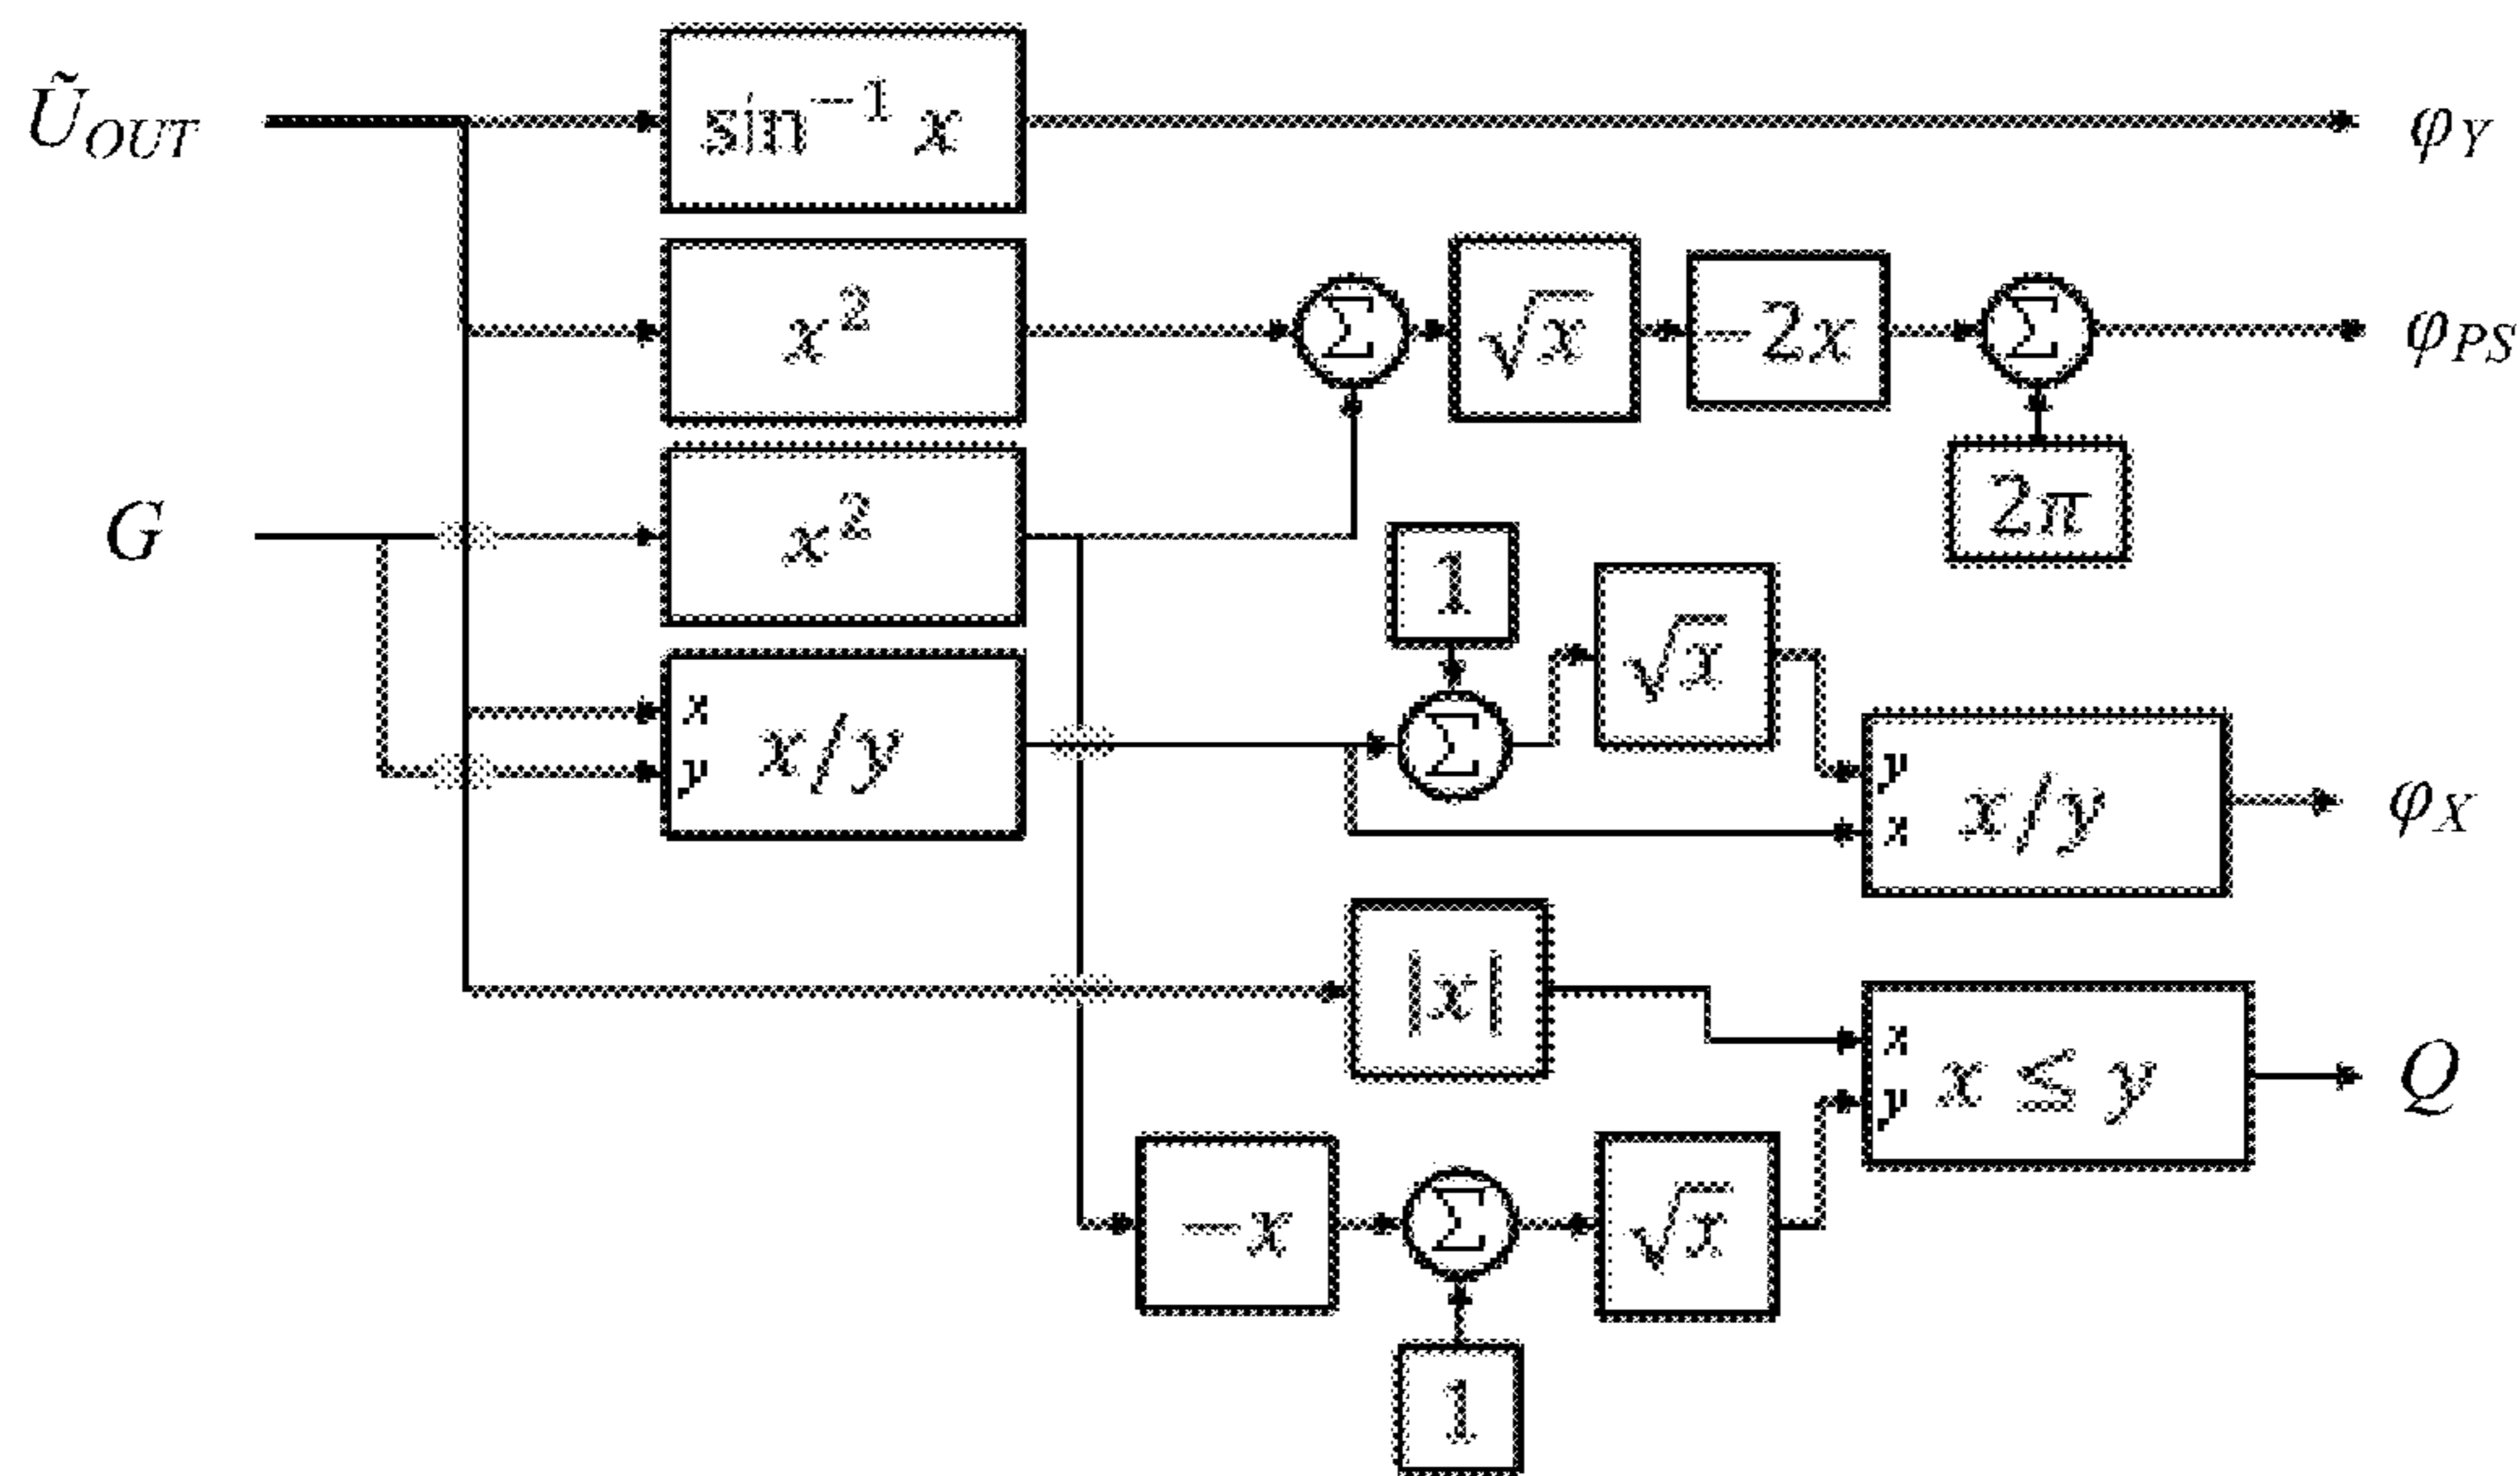 Ũ_OUT
sin⁻¹ x
φ_Y
x²
Σ
√x
−2x
Σ
φ_PS
2π
G
x²
1
√x
x
y
x/y
Σ
y
x
x/y
φ_X
|x|
x
y
x ≤ y
Q
−x
Σ
√x
1